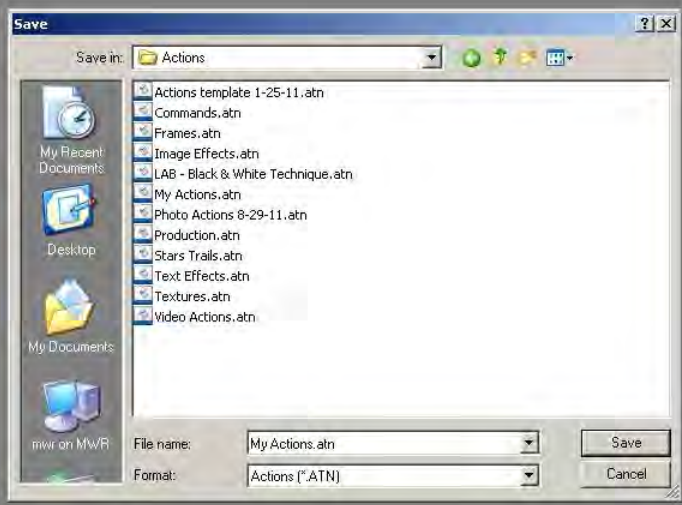 Save
Save in: Actions
My Recent
Documents
Desktop
My Documents
mwr on MWR
Actions template 1-25-11.atn
Commands.atn
Frames.atn
Image Effects.atn
LAB - Black & White Technique.atn
My Actions.atn
Photo Actions 8-29-11.atn
Production.atn
Stars Trails.atn
Text Effects.atn
Textures.atn
Video Actions.atn
File name: My Actions.atn Save
Format: Actions (*.ATN) Cancel